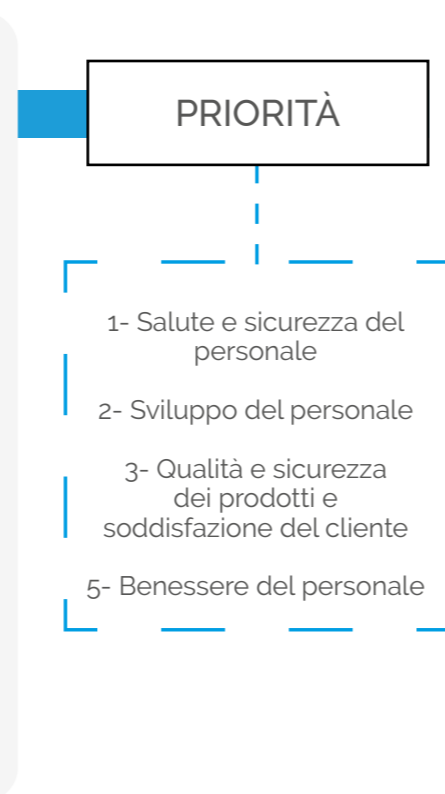 PRIORITÀ
1- Salute e sicurezza del
personale
2- Sviluppo del personale
3- Qualità e sicurezza
dei prodotti e
soddisfazione del cliente
5- Benessere del personale